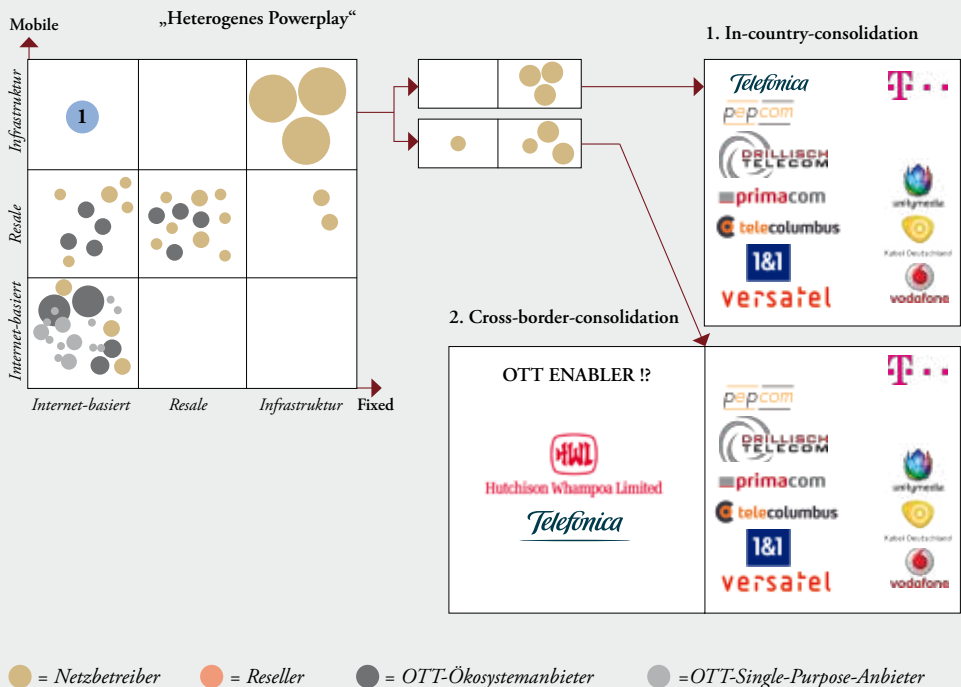 Mobile
„Heterogenes Powerplay“
1. In-country-consolidation
Infrastruktur
Resale
Internet-basiert
1
Internet-basiert
Resale
Infrastruktur
Fixed
Telefónica
pepcom
DRILLISCH
TELECOM
primacom
telecolumbus
1&1
versatel
T
unitymedia
Kabel Deutschland
vodafone
2. Cross-border-consolidation
OTT ENABLER !?
HWL
Hutchison Whampoa Limited
Telefónica
pepcom
DRILLISCH
TELECOM
primacom
telecolumbus
1&1
versatel
T
unitymedia
Kabel Deutschland
vodafone
= Netzbetreiber
= Reseller
= OTT-Ökosystemanbieter
=OTT-Single-Purpose-Anbieter